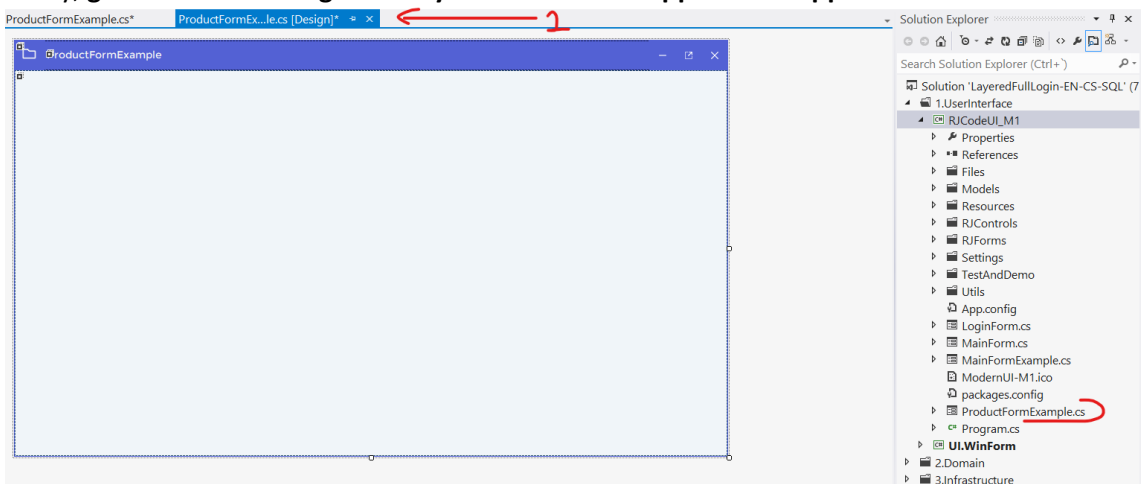 ProductFormExample.cs*
ProductFormEx...le.cs [Design]*
1
roductFormExample
Solution Explorer
Search Solution Explorer (Ctrl+`)
Solution 'LayeredFullLogin-EN-CS-SQL' (7
1.UserInterface
RJCodeUI_M1
Properties
References
Files
Models
Resources
RJControls
RJForms
Settings
TestAndDemo
Utils
App.config
LoginForm.cs
MainForm.cs
MainFormExample.cs
ModernUI-M1.ico
packages.config
ProductFormExample.cs
Program.cs
UI.WinForm
2.Domain
3.Infrastructure